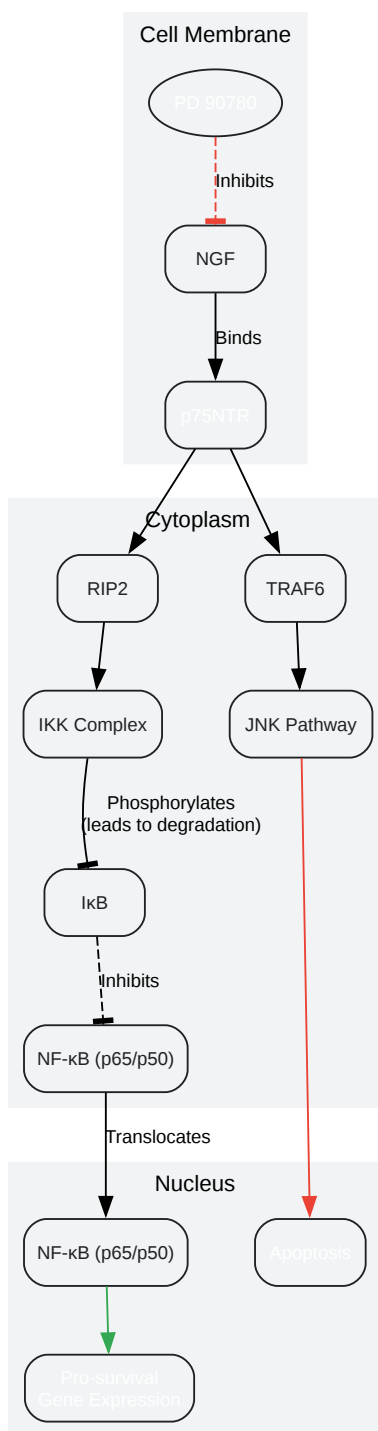 Cell Membrane
PD 90780
Inhibits
NGF
Binds
p75NTR
Cytoplasm
RIP2
TRAF6
IKK Complex
JNK Pathway
Phosphorylates
(leads to degradation)
IκB
Inhibits
NF-κB (p65/p50)
Translocates
Nucleus
NF-κB (p65/p50)
Apoptosis
Pro-survival
Gene Expression